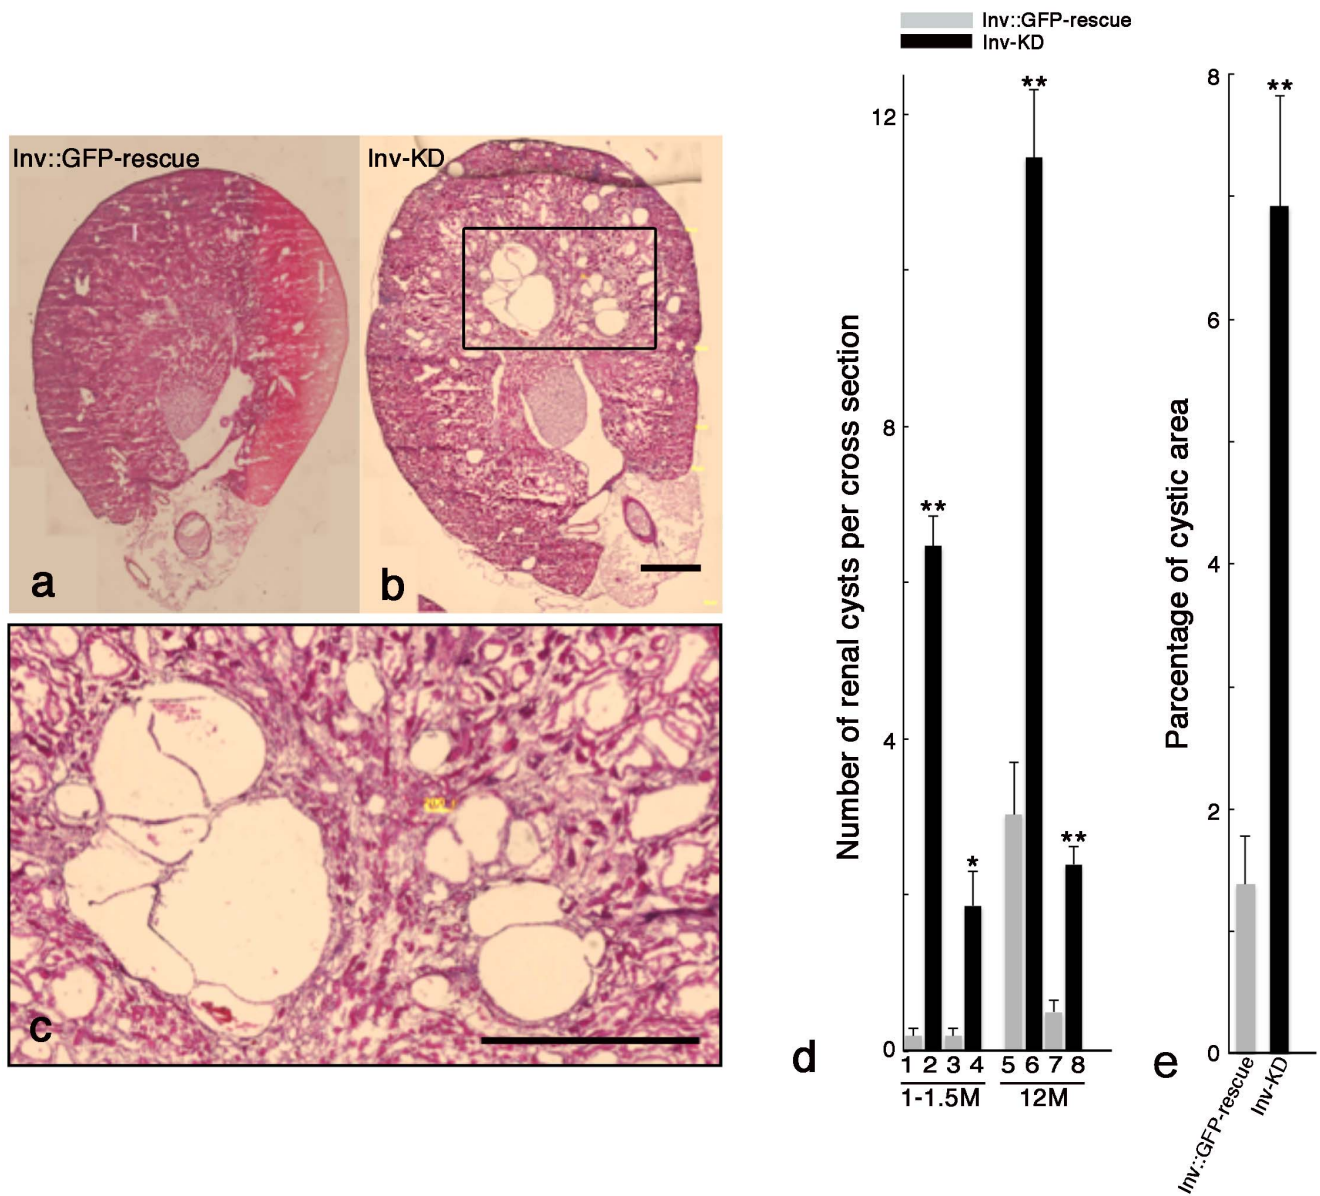 Inv::GFP-rescue
Inv-KD
Inv::GFP-rescue
Inv-KD
a
b
c
Number of renal cysts per cross section
12
8
4
0
**
*
**
**
1 2 3 4 5 6 7 8
1-1.5M 12M
d
Parcentage of cystic area
8
6
4
2
0
**
Inv::GFP-rescue
Inv-KD
e